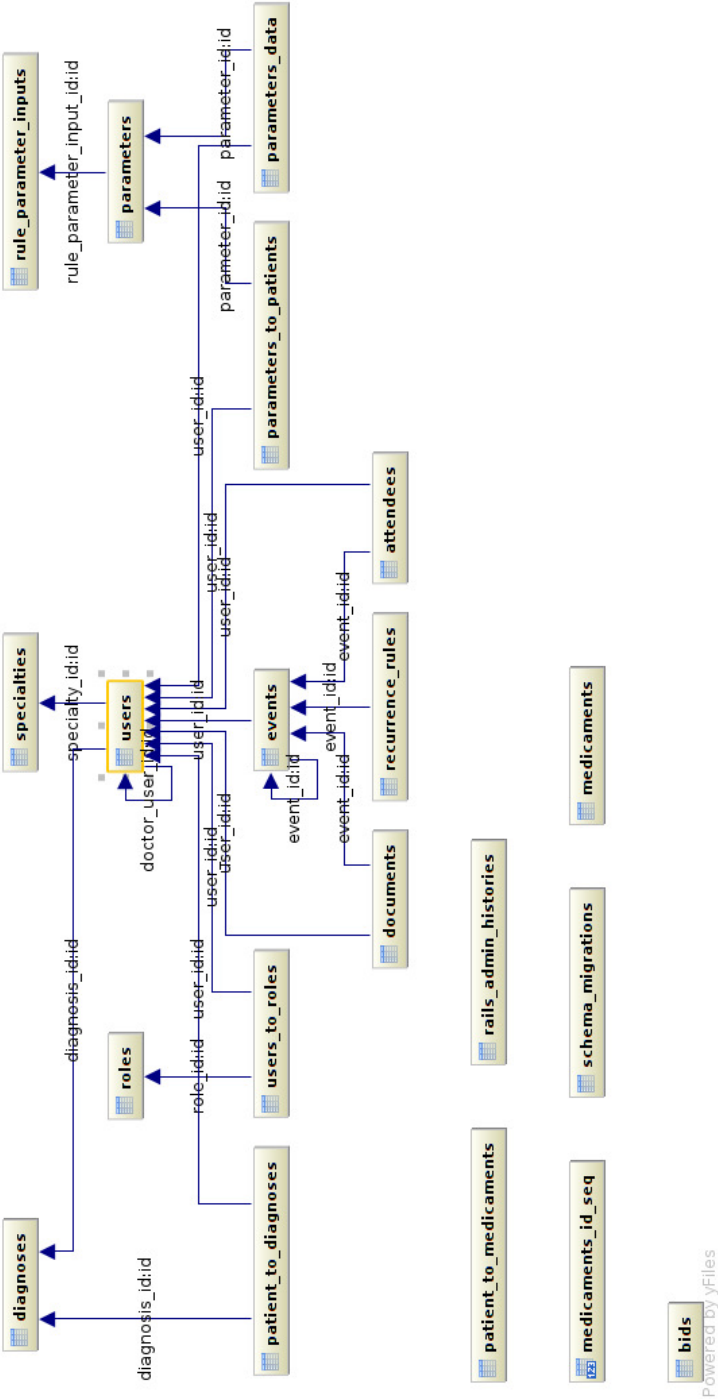 diagnoses
specialties
rule_parameter_inputs
diagnosis_id:id
diagnosis_id:id
specialty_id:id
rule_parameter_input_id:id
roles
users
parameters
doctor_user_id:id
role_id:id
user_id:id
user_id:id
user_id:id
user_id:id
user_id:id
user_id:id
user_id:id
parameter_id:id
parameter_id:id
patient_to_diagnoses
users_to_roles
events
parameters_to_patients
parameters_data
event_id:id
event_id:id
event_id:id
event_id:id
documents
recurrence_rules
attendees
patient_to_medicaments
rails_admin_histories
medicaments_id_seq
schema_migrations
medicaments
bids
Powered by yFiles